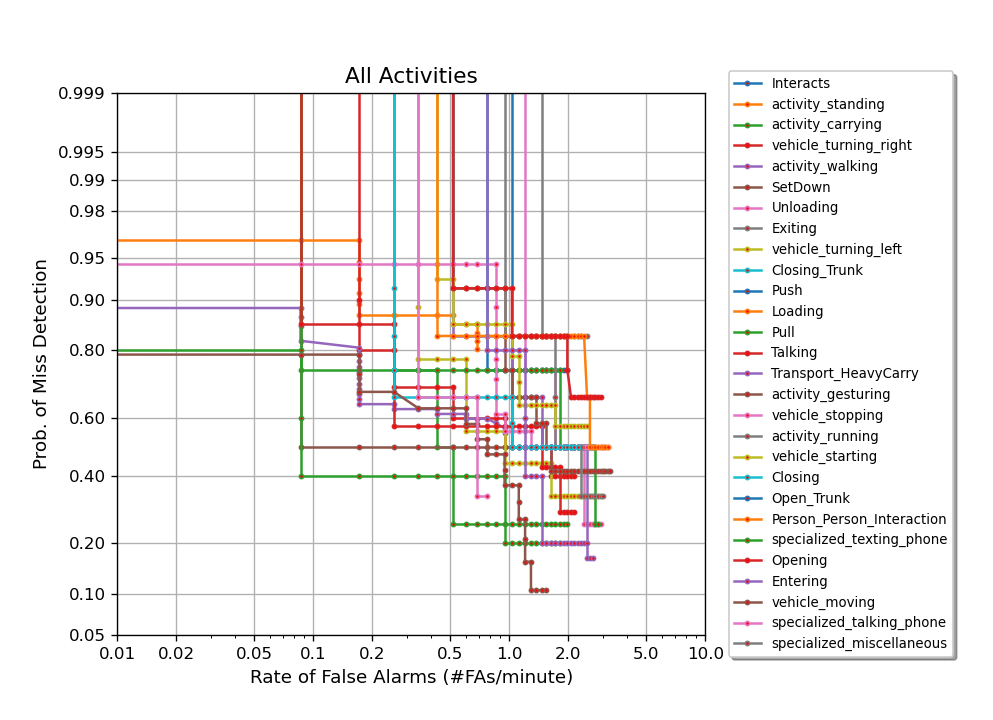 All Activities
Prob. of Miss Detection
0.999
0.995
0.99
0.98
0.95
0.90
0.80
0.60
0.40
0.20
0.10
0.05
0.01
0.02
0.05
0.1
0.2
0.5
1.0
2.0
5.0
10.0
Rate of False Alarms (#FAs/minute)
Interacts
activity_standing
activity_carrying
vehicle_turning_right
activity_walking
SetDown
Unloading
Exiting
vehicle_turning_left
Closing_Trunk
Push
Loading
Pull
Talking
Transport_HeavyCarry
activity_gesturing
vehicle_stopping
activity_running
vehicle_starting
Closing
Open_Trunk
Person_Person_Interaction
specialized_texting_phone
Opening
Entering
vehicle_moving
specialized_talking_phone
specialized_miscellaneous